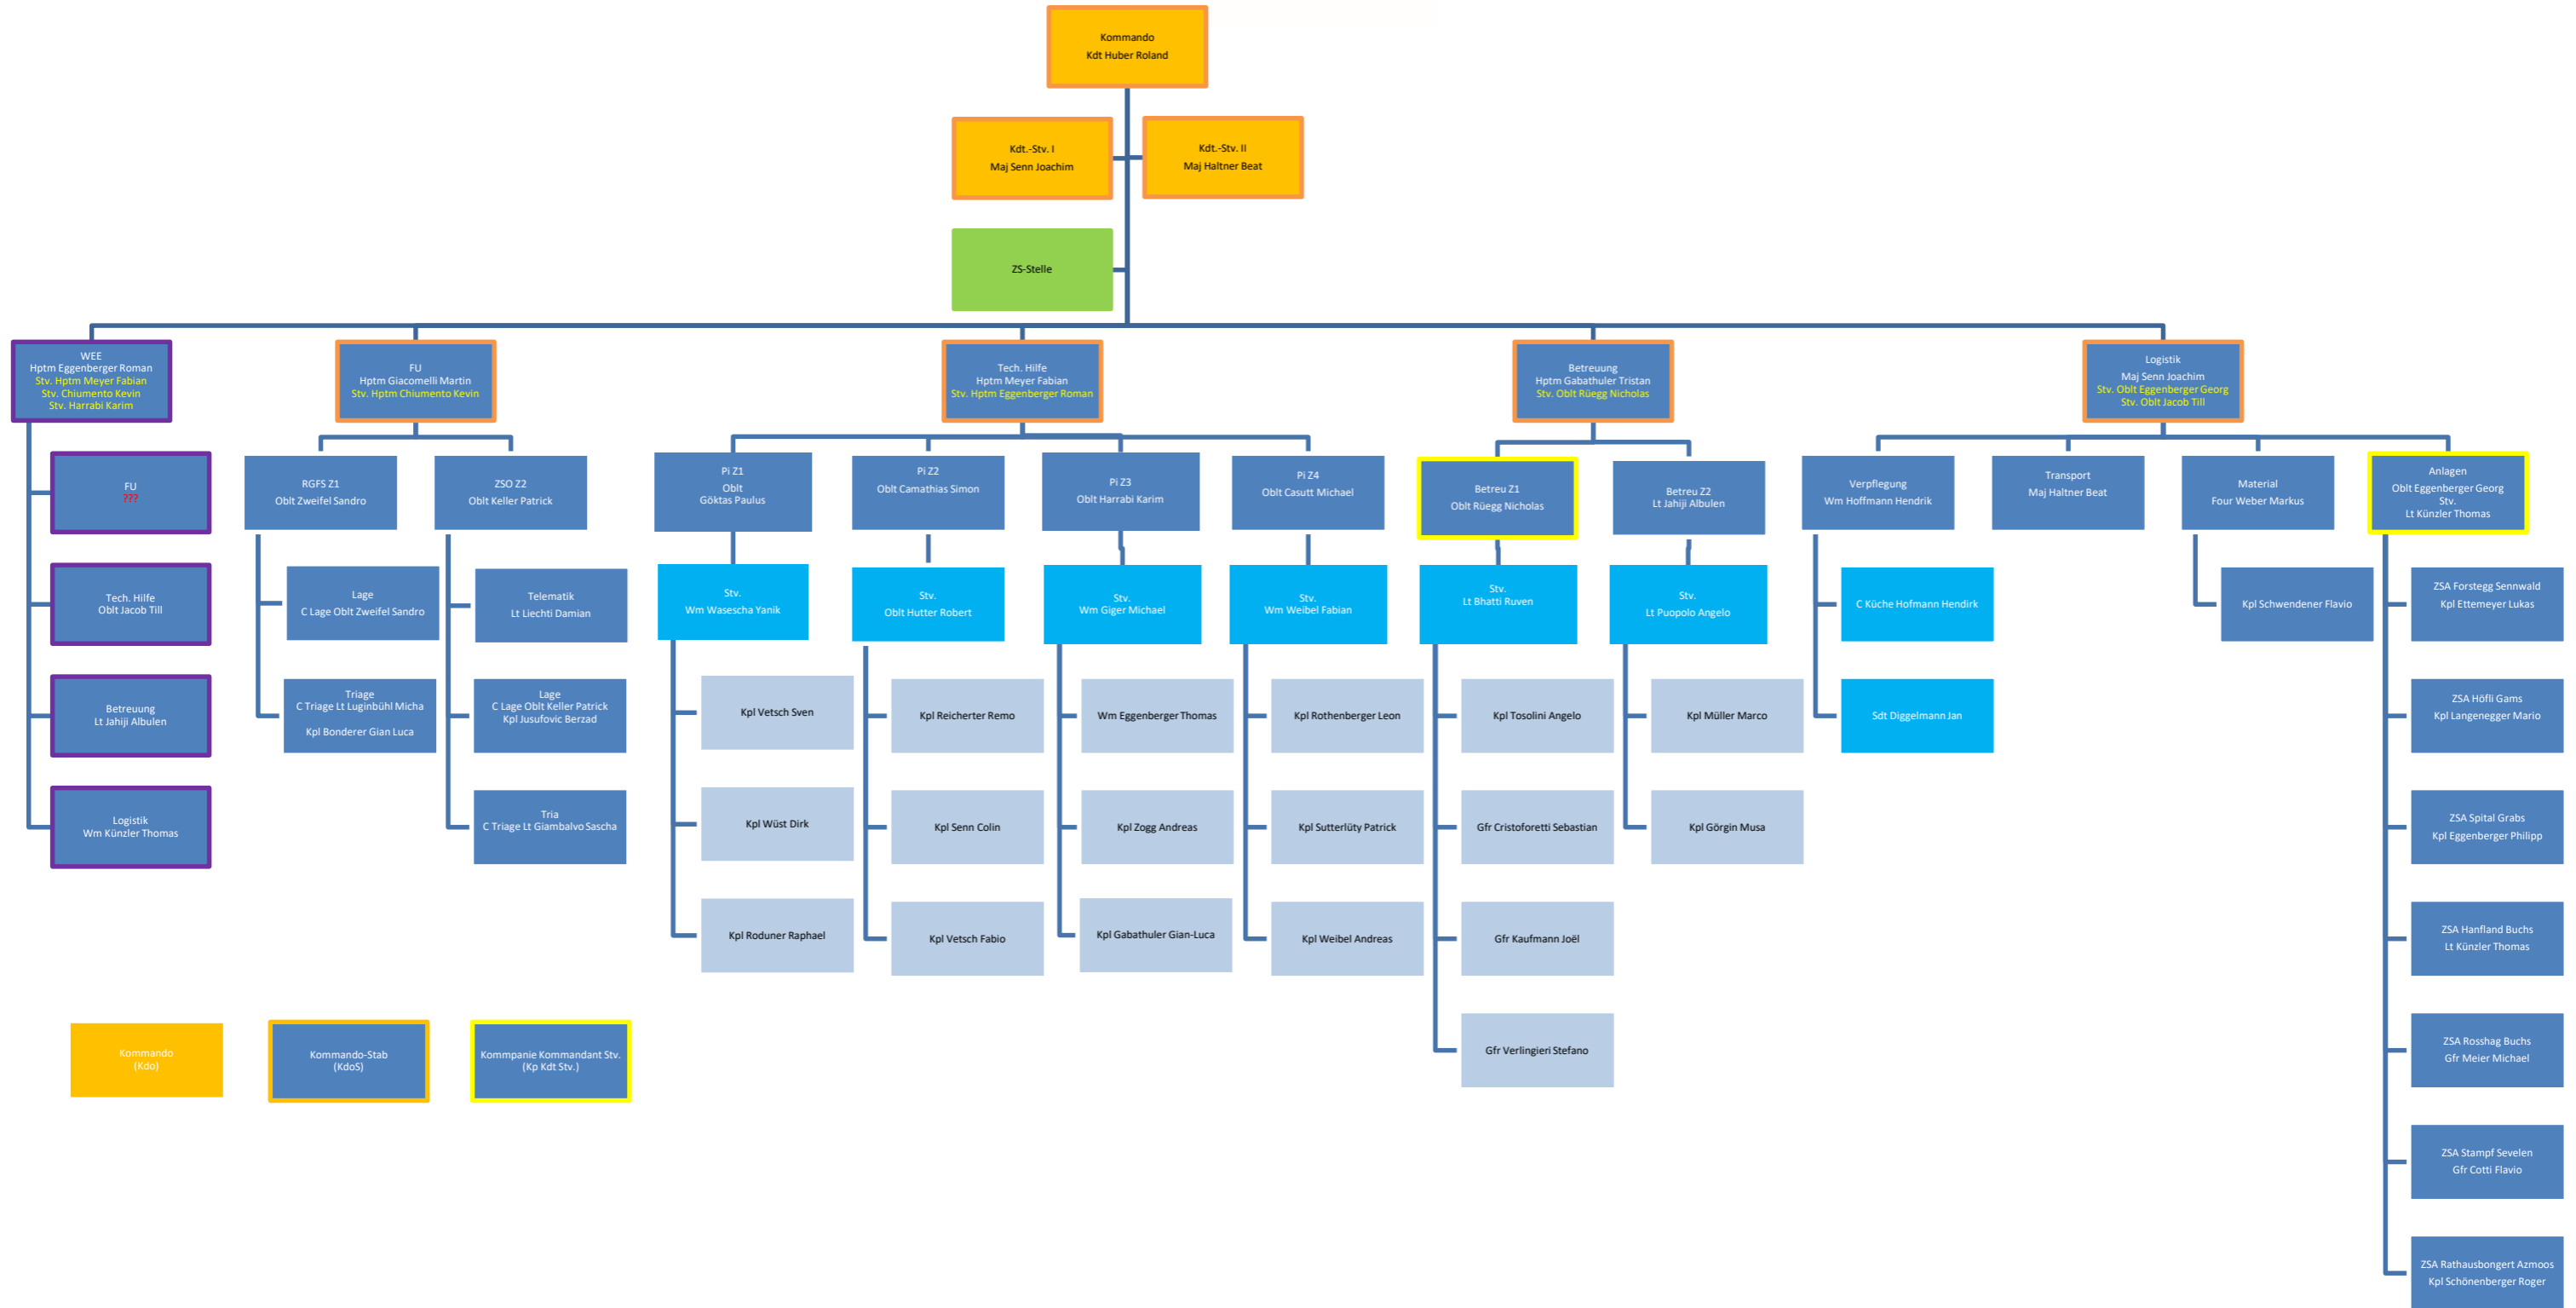 Kommando
Kdt Huber Roland
Kdt.-Stv. I
Maj Senn Joachim
Kdt.-Stv. II
Maj Haltner Beat
ZS-Stelle
WEE
Hptm Eggenberger Roman
Stv. Hptm Meyer Fabian
Stv. Chiumento Kevin
Stv. Harrabi Karim
FU
Hptm Giacomelli Martin
Stv. Hptm Chiumento Kevin
Tech. Hilfe
Hptm Meyer Fabian
Stv. Hptm Eggenberger Roman
Betreuung
Hptm Gabathuler Tristan
Stv. Oblt Rüegg Nicholas
Logistik
Maj Senn Joachim
Stv. Oblt Eggenberger Georg
Stv. Oblt Jacob Till
FU
???
Tech. Hilfe
Oblt Jacob Till
Betreuung
Lt Jahiji Albulen
Logistik
Wm Künzler Thomas
RGFS Z1
Oblt Zweifel Sandro
Lage
C Lage Oblt Zweifel Sandro
Triage
C Triage Lt Luginbühl Micha
Kpl Bonderer Gian Luca
ZSO Z2
Oblt Keller Patrick
Telematik
Lt Liechti Damian
Lage
C Lage Oblt Keller Patrick
Kpl Jusufovic Berzad
Tria
C Triage Lt Giambalvo Sascha
Pi Z1
Oblt
Göktas Paulus
Stv.
Wm Wasescha Yanik
Kpl Vetsch Sven
Kpl Wüst Dirk
Kpl Roduner Raphael
Pi Z2
Oblt Camathias Simon
Stv.
Oblt Hutter Robert
Kpl Reicherter Remo
Kpl Senn Colin
Kpl Vetsch Fabio
Pi Z3
Oblt Harrabi Karim
Stv.
Wm Giger Michael
Wm Eggenberger Thomas
Kpl Zogg Andreas
Kpl Gabathuler Gian-Luca
Pi Z4
Oblt Casutt Michael
Stv.
Wm Weibel Fabian
Kpl Rothenberger Leon
Kpl Sutterlüty Patrick
Kpl Weibel Andreas
Betreu Z1
Oblt Rüegg Nicholas
Stv.
Lt Bhatti Ruven
Kpl Tosolini Angelo
Gfr Cristoforetti Sebastian
Gfr Kaufmann Joël
Gfr Verlingieri Stefano
Betreu Z2
Lt Jahiji Albulen
Stv.
Lt Puopolo Angelo
Kpl Müller Marco
Kpl Görgin Musa
Verpflegung
Wm Hoffmann Hendrik
C Küche Hofmann Hendirk
Sdt Diggelmann Jan
Transport
Maj Haltner Beat
Material
Four Weber Markus
Kpl Schwendener Flavio
Anlagen
Oblt Eggenberger Georg
Stv.
Lt Künzler Thomas
ZSA Forstegg Sennwald
Kpl Ettemeyer Lukas
ZSA Höfli Gams
Kpl Langenegger Mario
ZSA Spital Grabs
Kpl Eggenberger Philipp
ZSA Hanfland Buchs
Lt Künzler Thomas
ZSA Rosshag Buchs
Gfr Meier Michael
ZSA Stampf Sevelen
Gfr Cotti Flavio
ZSA Rathausbongert Azmoos
Kpl Schönenberger Roger
Kommando
(Kdo)
Kommando-Stab
(KdoS)
Kommpanie Kommandant Stv.
(Kp Kdt Stv.)